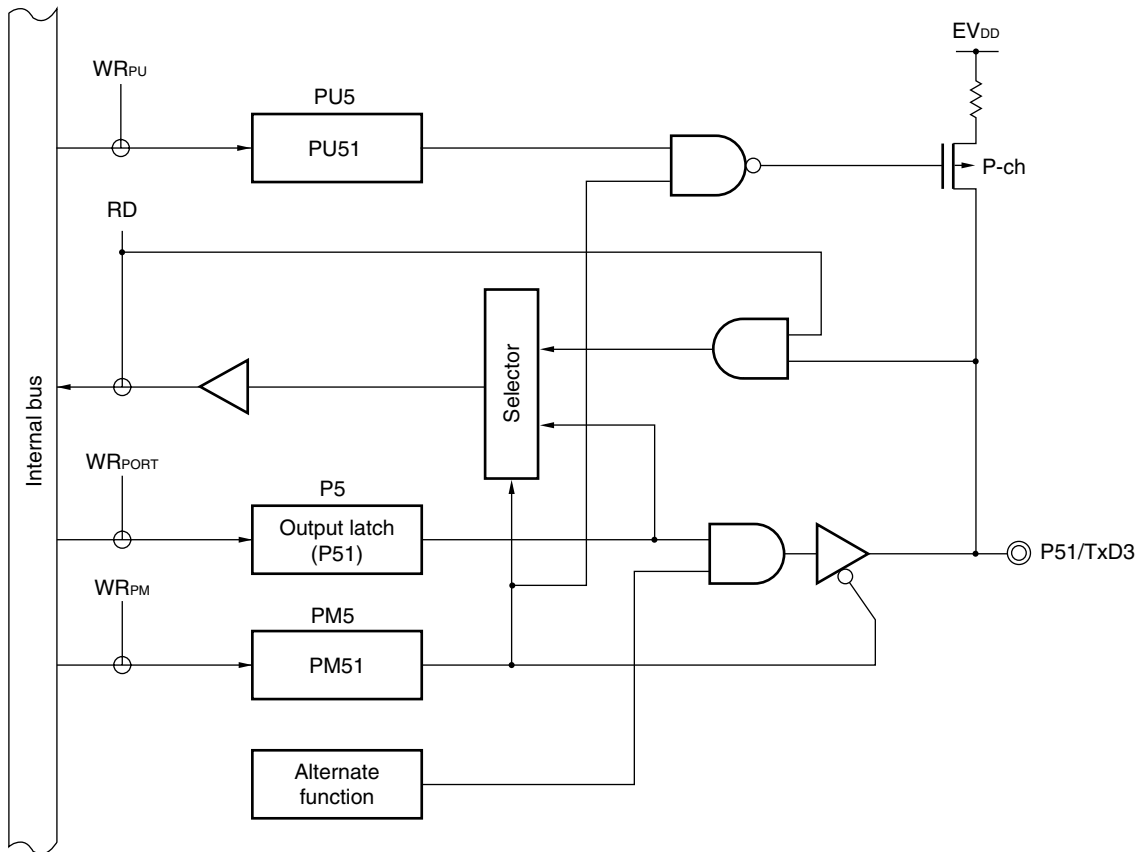 EVDD
WRPU
PU5
PU51
P-ch
RD
Selector
Internal bus
WRPORT
P5
Output latch
(P51)
P51/TxD3
WRPM
PM5
PM51
Alternate
function